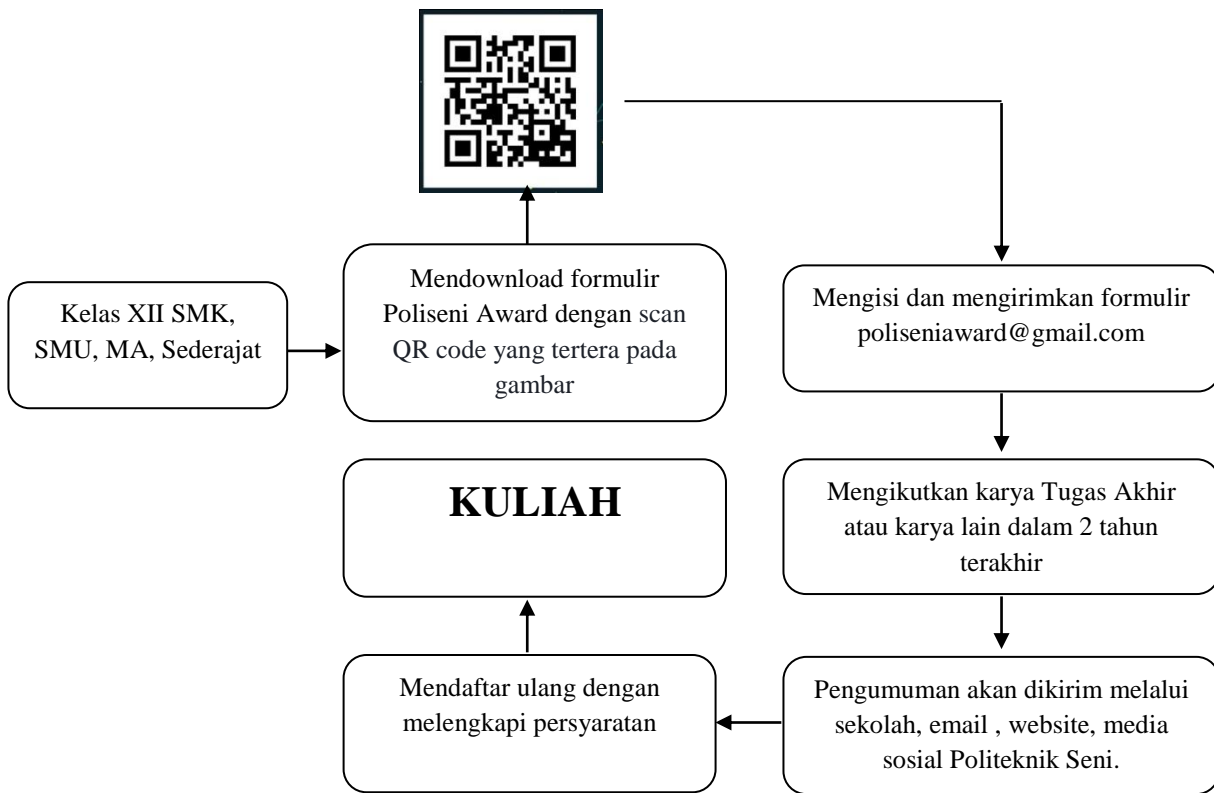 Kelas XII SMK,
SMU, MA, Sederajat
Mendownload formulir
Poliseni Award dengan scan
QR code yang tertera pada
gambar
Mengisi dan mengirimkan formulir
poliseniaward@gmail.com
Mengikutkan karya Tugas Akhir
atau karya lain dalam 2 tahun
terakhir
Pengumuman akan dikirim melalui
sekolah, email , website, media
sosial Politeknik Seni.
Mendaftar ulang dengan
melengkapi persyaratan
KULIAH